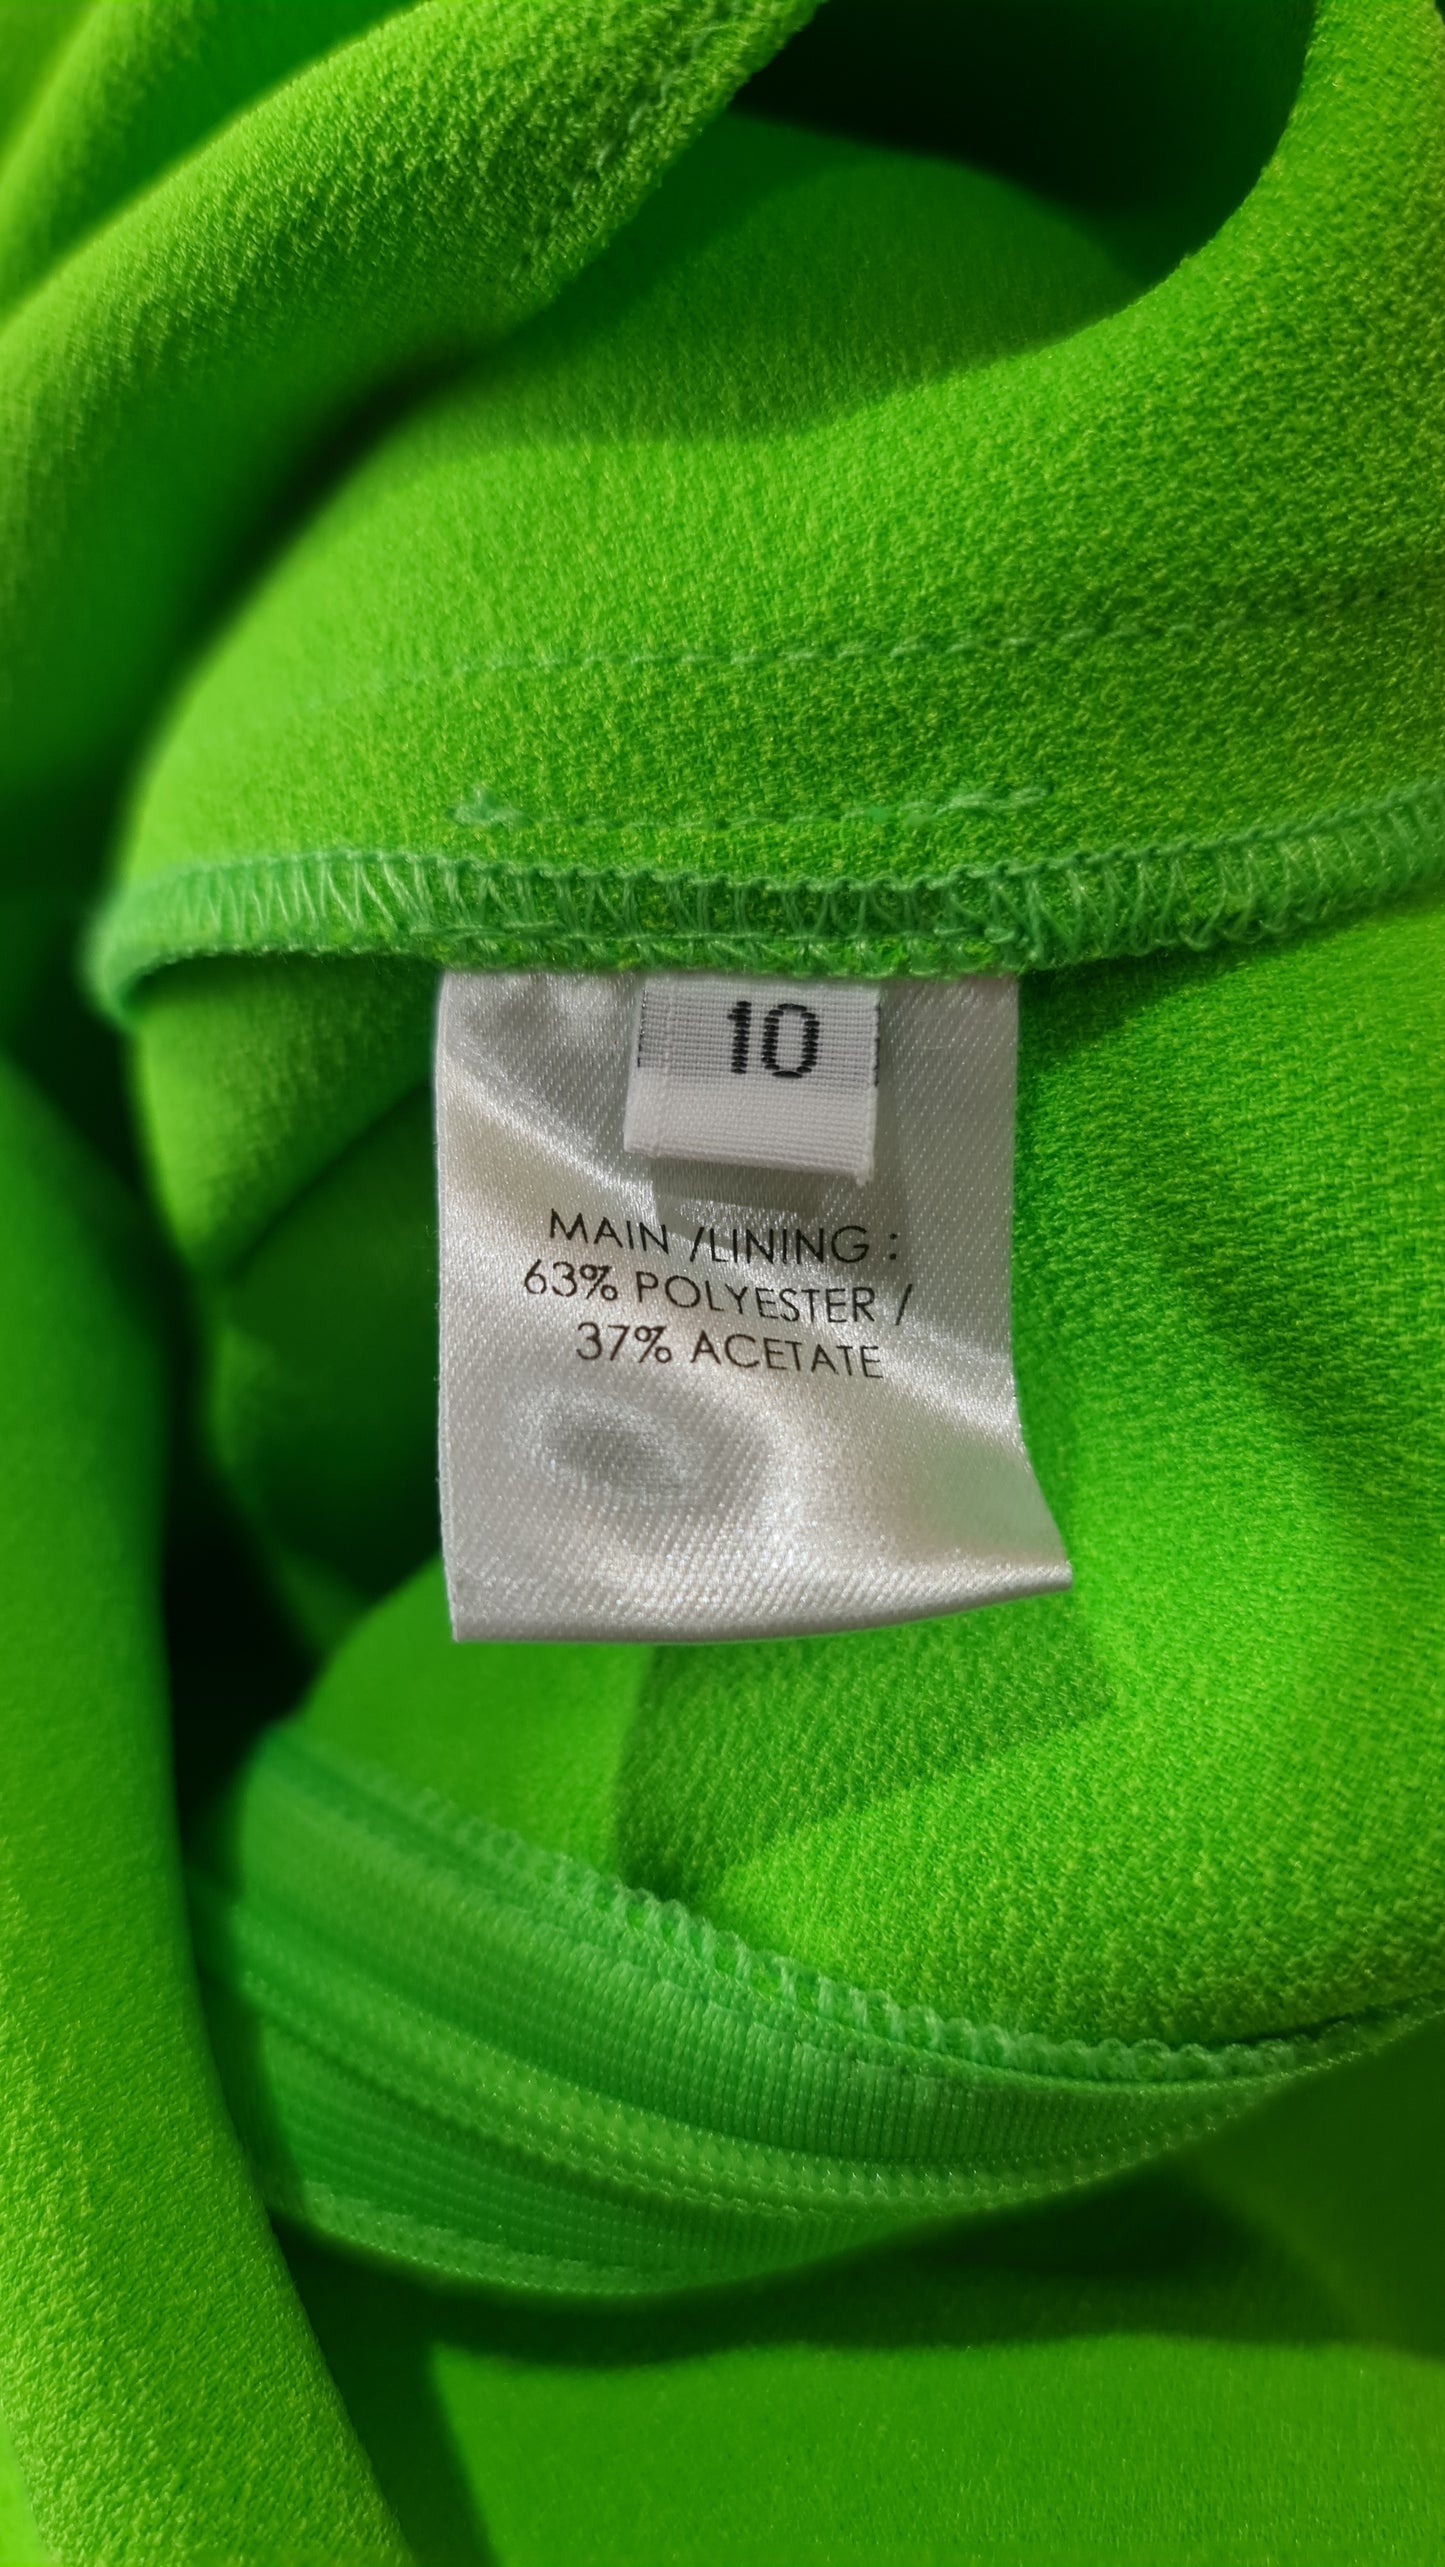 10
MAIN /LINING :
63% POLYESTER /
37% ACETATE